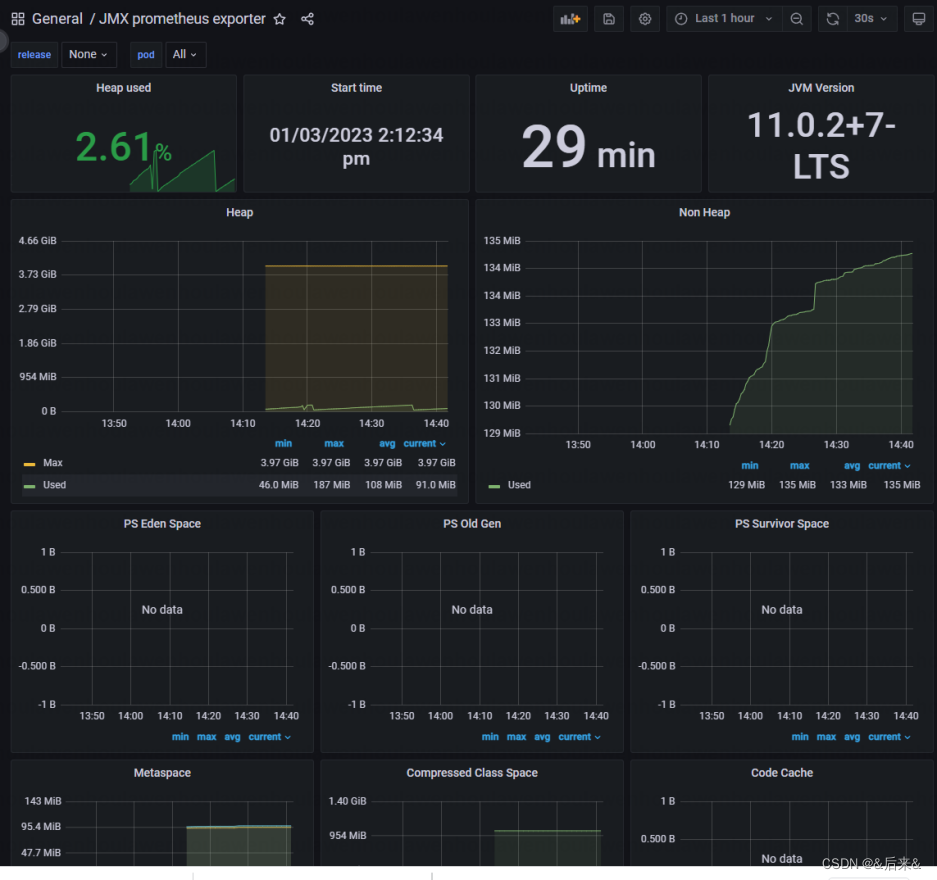 General / JMX prometheus exporter
Last 1 hour
30s
release None pod All
Heap used
2.61%
Start time
01/03/2023 2:12:34
pm
Uptime
29 min
JVM Version
11.0.2+7-
LTS
Heap
4.66 GiB
3.73 GiB
2.79 GiB
1.86 GiB
954 MiB
0 B
13:50 14:00 14:10 14:20 14:30 14:40
min max avg current
Max 3.97 GiB 3.97 GiB 3.97 GiB 3.97 GiB
Used 46.0 MiB 187 MiB 108 MiB 91.0 MiB
Non Heap
135 MiB
134 MiB
134 MiB
133 MiB
132 MiB
131 MiB
130 MiB
129 MiB
13:50 14:00 14:10 14:20 14:30 14:40
min max avg current
Used 129 MiB 135 MiB 133 MiB 135 MiB
PS Eden Space
1 B
0.500 B
No data
0 B
-0.500 B
-1 B
13:50 14:00 14:10 14:20 14:30 14:40
min max avg current
PS Old Gen
1 B
0.500 B
No data
0 B
-0.500 B
-1 B
13:50 14:00 14:10 14:20 14:30 14:40
min max avg current
PS Survivor Space
1 B
0.500 B
No data
0 B
-0.500 B
-1 B
13:50 14:00 14:10 14:20 14:30 14:40
min max avg current
Metaspace
143 MiB
95.4 MiB
47.7 MiB
Compressed Class Space
1.40 GiB
954 MiB
Code Cache
1 B
0.500 B
No data
CSDN @&后来&